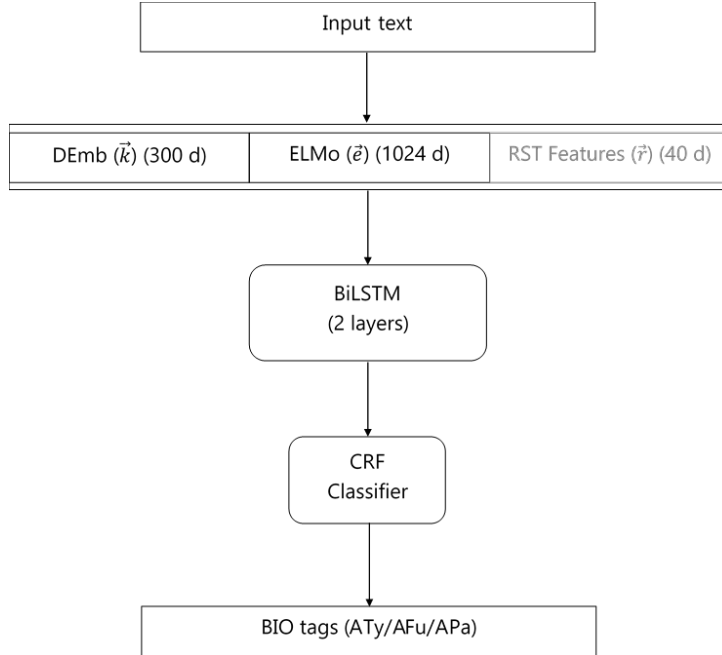 Input text
DEmb (k⃗) (300 d) ELMo (e⃗) (1024 d) RST Features (r⃗) (40 d)
BiLSTM
(2 layers)
CRF
Classifier
BIO tags (ATy/AFu/APa)